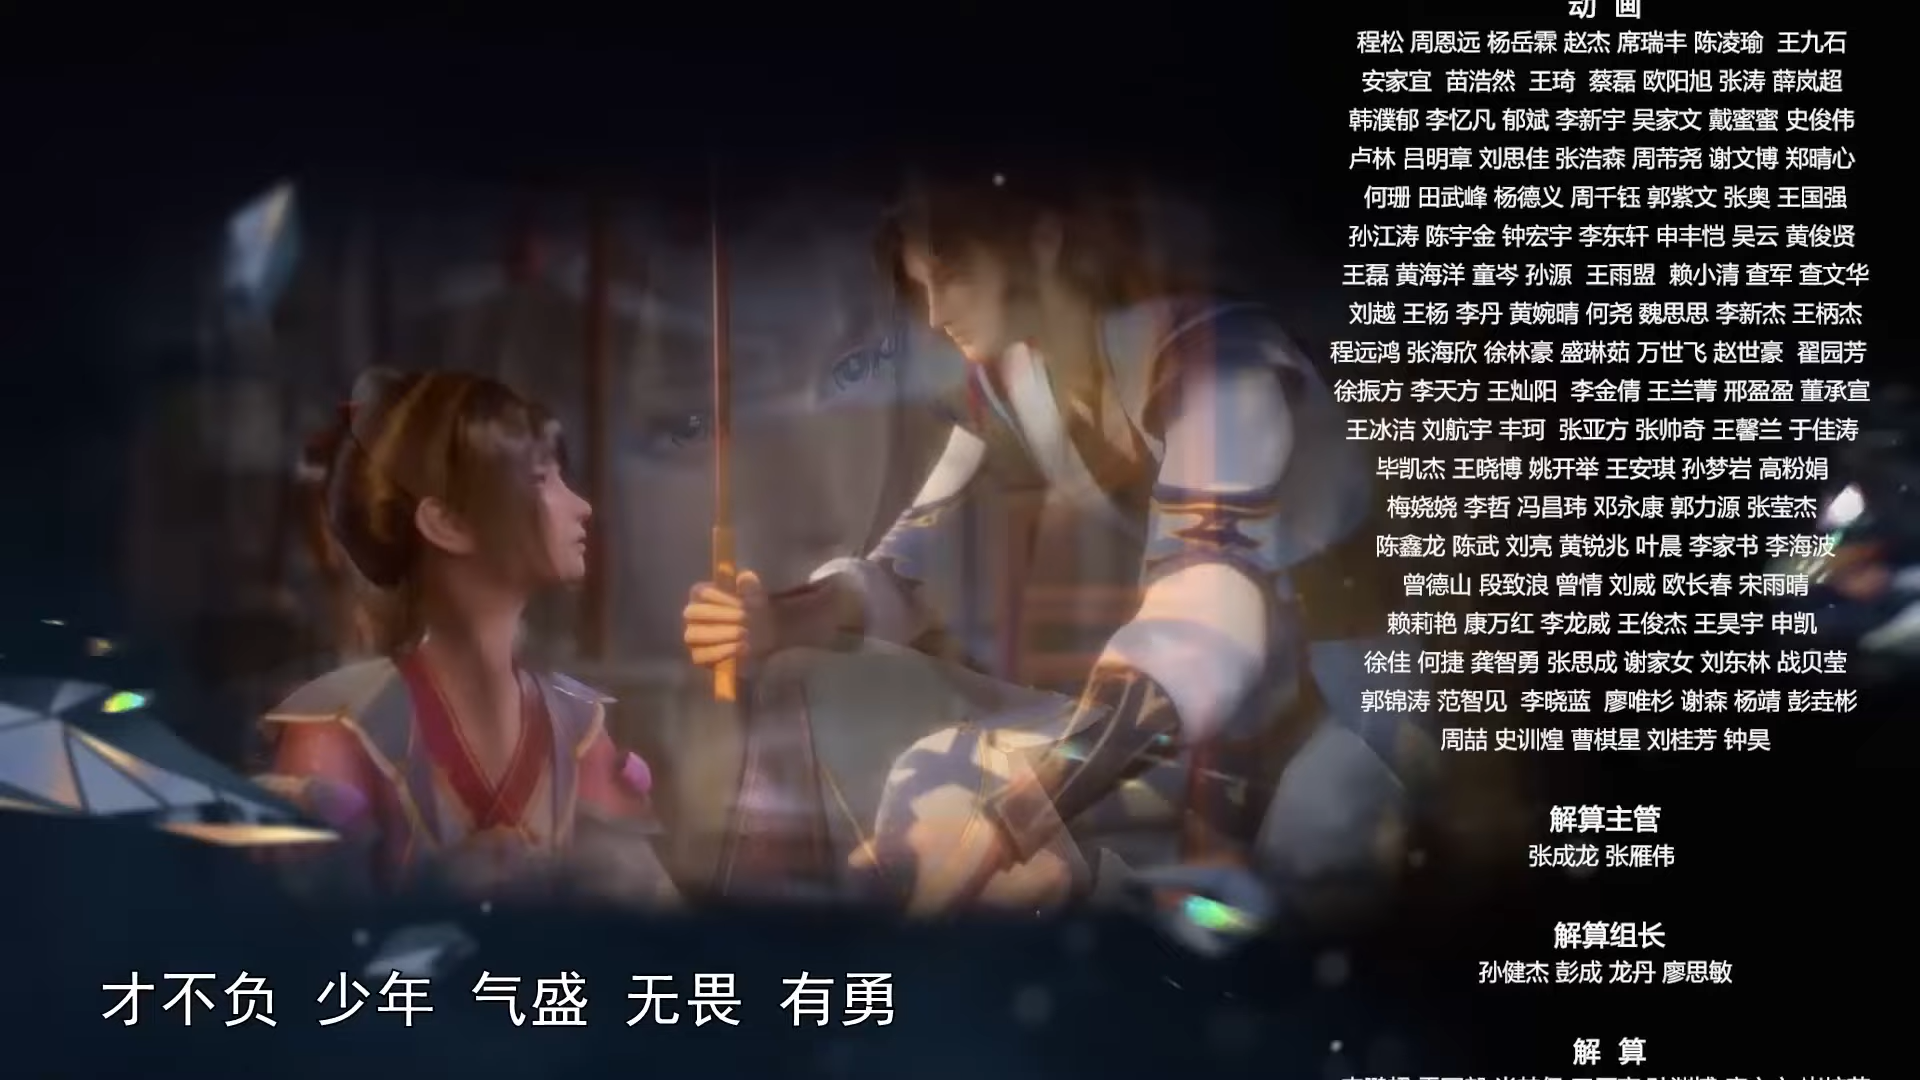 动 画
程松 周恩远 杨岳霖 赵杰 席瑞丰 陈凌瑜 王九石
安家宜 苗浩然 王琦 蔡磊 欧阳旭 张涛 薛岚超
韩濮郁 李忆凡 郁斌 李新宇 吴家文 戴蜜蜜 史俊伟
卢林 吕明章 刘思佳 张浩森 周芾尧 谢文博 郑晴心
何珊 田武峰 杨德义 周千钰 郭紫文 张奥 王国强
孙江涛 陈宇金 钟宏宇 李东轩 申丰恺 吴云 黄俊贤
王磊 黄海洋 童岑 孙源 王雨盟 赖小清 查军 查文华
刘越 王杨 李丹 黄婉晴 何尧 魏思思 李新杰 王柄杰
程远鸿 张海欣 徐林豪 盛琳茹 万世飞 赵世豪 翟园芳
徐振方 李天方 王灿阳 李金倩 王兰菁 邢盈盈 董承宣
王冰洁 刘航宇 丰珂 张亚方 张帅奇 王馨兰 于佳涛
毕凯杰 王晓博 姚开举 王安琪 孙梦岩 高粉娟
梅娆娆 李哲 冯昌玮 邓永康 郭力源 张莹杰
陈鑫龙 陈武 刘亮 黄锐兆 叶晨 李家书 李海波
曾德山 段致浪 曾情 刘威 欧长春 宋雨晴
赖莉艳 康万红 李龙威 王俊杰 王昊宇 申凯
徐佳 何捷 龚智勇 张思成 谢家女 刘东林 战贝莹
郭锦涛 范智见 李晓蓝 廖唯杉 谢森 杨靖 彭垚彬
周喆 史训煌 曹棋星 刘桂芳 钟昊
解算主管
张成龙 张雁伟
解算组长
孙健杰 彭成 龙丹 廖思敏
解 算
才不负 少年 气盛 无畏 有勇